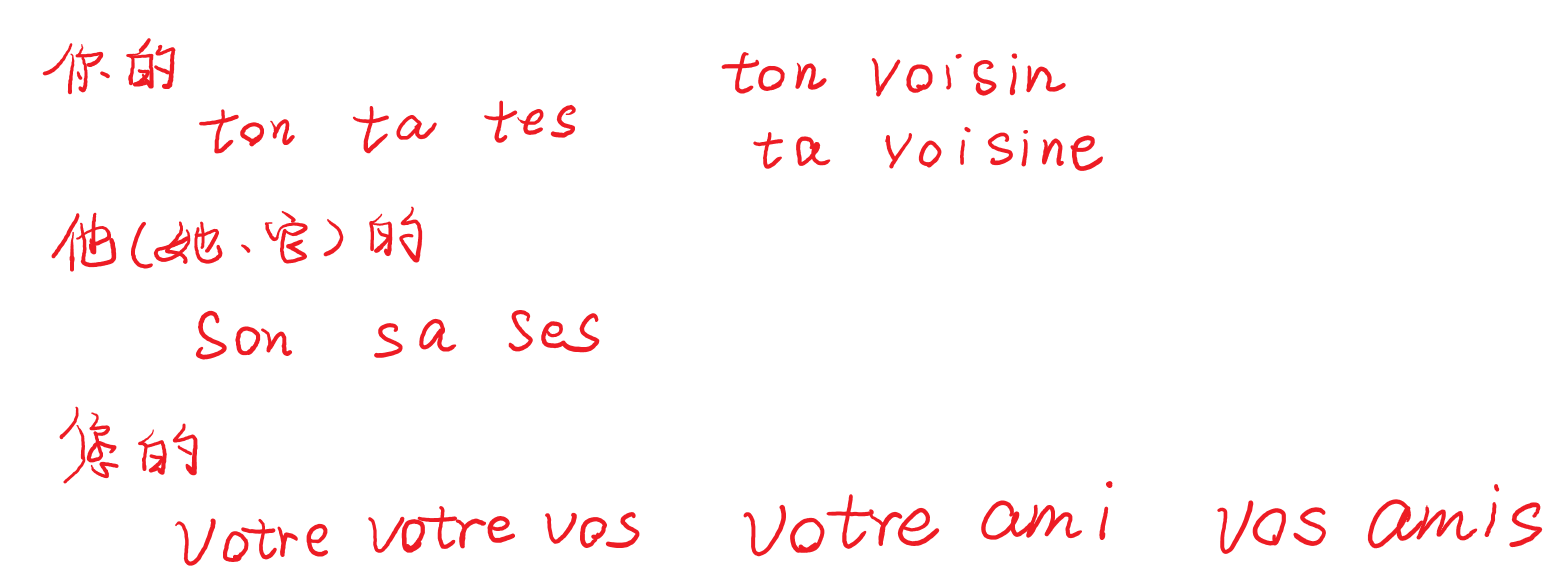 你的
ton voisin
ton ta tes
ta voisine
他(她、它)的
son sa ses
您的
votre votre vos votre ami vos amis